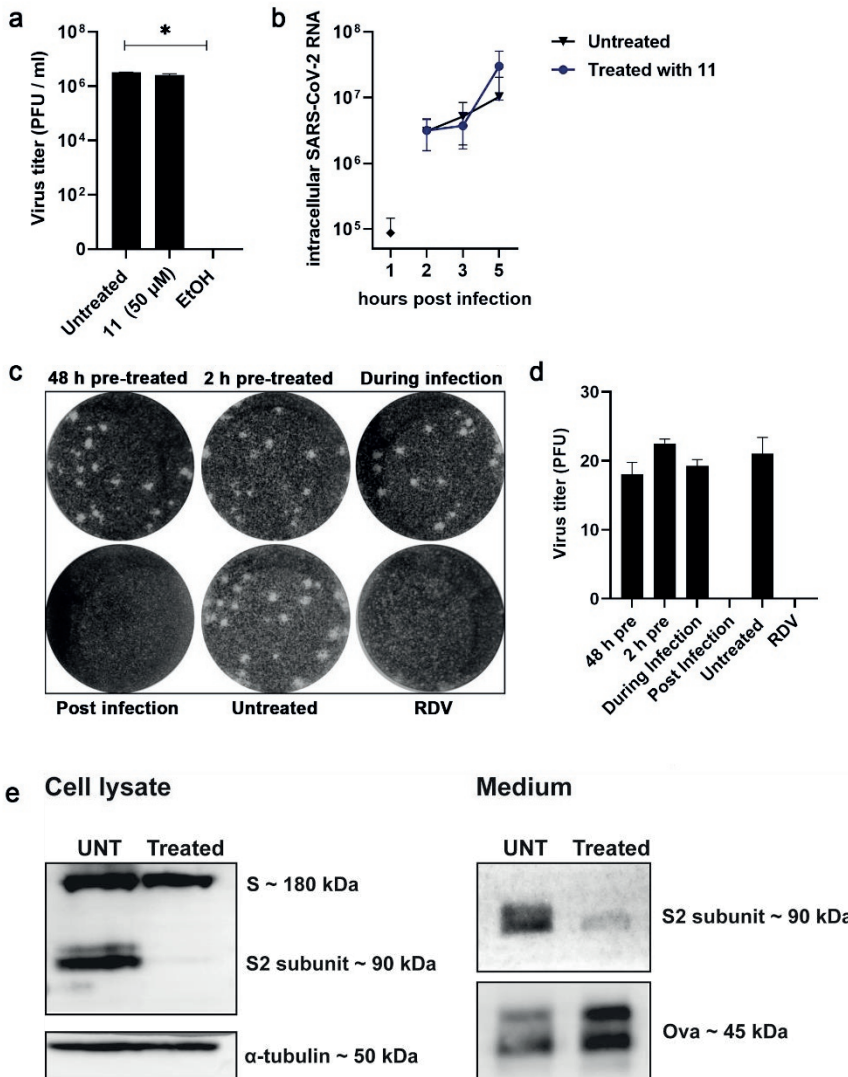 a
*
Virus titer (PFU / ml)
10⁸
10⁶
10⁴
10²
0
Untreated
11 (50 µM)
EtOH
b
intracellular SARS-CoV-2 RNA
10⁸
10⁷
10⁶
10⁵
1 2 3 5
hours post infection
Untreated
Treated with 11
c
48 h pre-treated 2 h pre-treated During infection
Post infection Untreated RDV
d
Virus titer (PFU)
30
20
10
0
48 h pre
2 h pre
During Infection
Post Infection
Untreated
RDV
e
Cell lysate
UNT Treated
S ~ 180 kDa
S2 subunit ~ 90 kDa
α-tubulin ~ 50 kDa
Medium
UNT Treated
S2 subunit ~ 90 kDa
Ova ~ 45 kDa